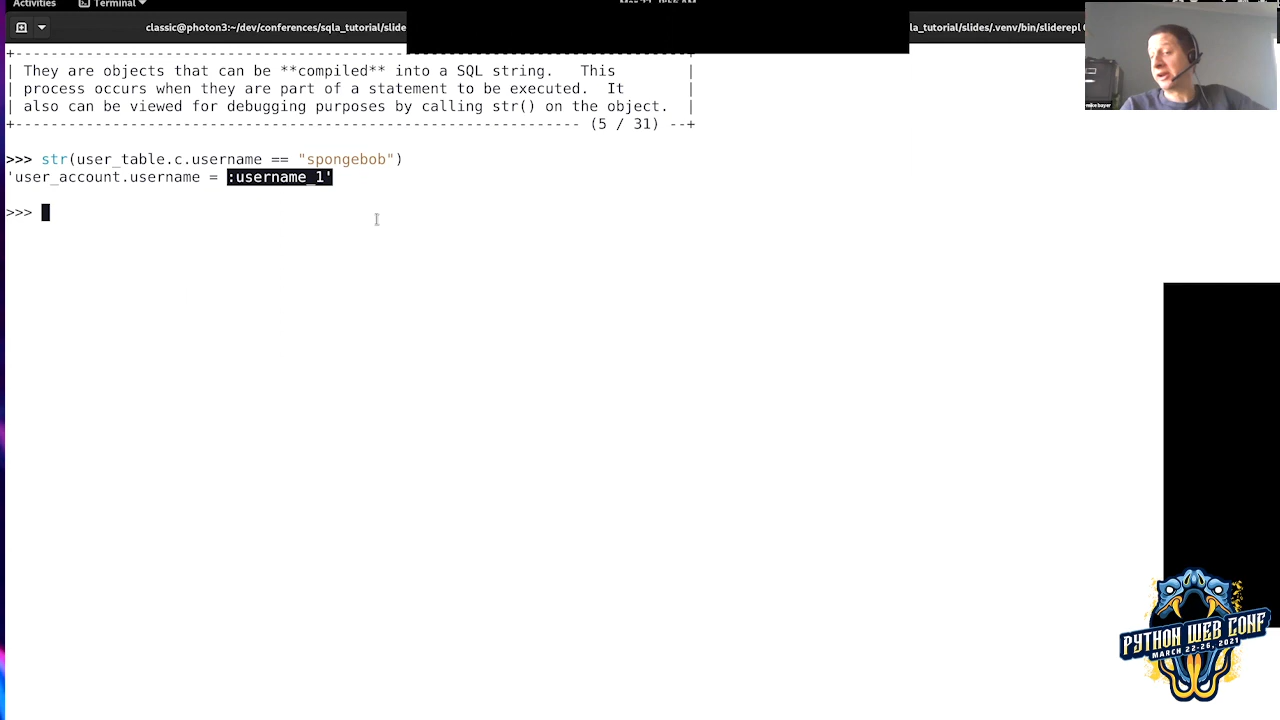 Activities Terminal
classic@photon3:~/dev/conferences/sqla_tutorial/slide la_tutorial/slides/.venv/bin/sliderepl
+---------------------------------------------------------------------------+
| They are objects that can be **compiled** into a SQL string.   This        |
| process occurs when they are part of a statement to be executed.  It       |
| also can be viewed for debugging purposes by calling str() on the object.  |
+---------------------------------------------------------------- (5 / 31) --+
>>> str(user_table.c.username == "spongebob")
'user_account.username = :username_1'
>>>
mike bayer
PYTHON WEB CONF
MARCH 22-26, 2021